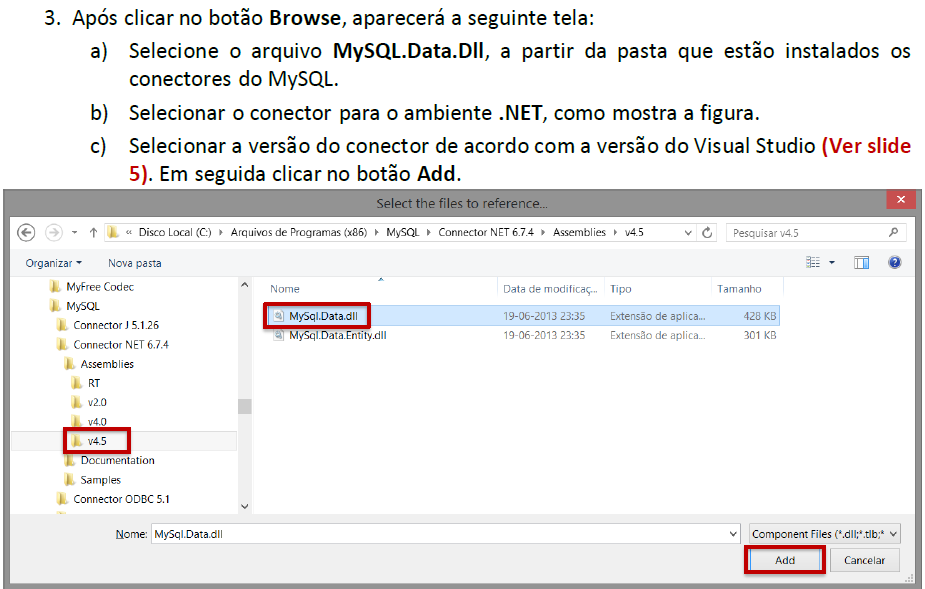 3. Após clicar no botão Browse, aparecerá a seguinte tela:
a) Selecione o arquivo MySQL.Data.Dll, a partir da pasta que estão instalados os
conectores do MySQL.
b) Selecionar o conector para o ambiente .NET, como mostra a figura.
c) Selecionar a versão do conector de acordo com a versão do Visual Studio (Ver slide
5). Em seguida clicar no botão Add.
Select the files to reference...
« Disco Local (C:) Arquivos de Programas (x86) MySQL Connector NET 6.7.4 Assemblies v4.5
Pesquisar v4.5
Organizar Nova pasta
MyFree Codec
MySQL
Connector J 5.1.26
Connector NET 6.7.4
Assemblies
RT
v2.0
v4.0
v4.5
Documentation
Samples
Connector ODBC 5.1
Nome Data de modificaç... Tipo Tamanho
MySql.Data.dll 19-06-2013 23:35 Extensão de aplica... 428 KB
MySql.Data.Entity.dll 19-06-2013 23:35 Extensão de aplica... 301 KB
Nome: MySql.Data.dll
Component Files (*.dll;*.tlb;*
Add Cancelar